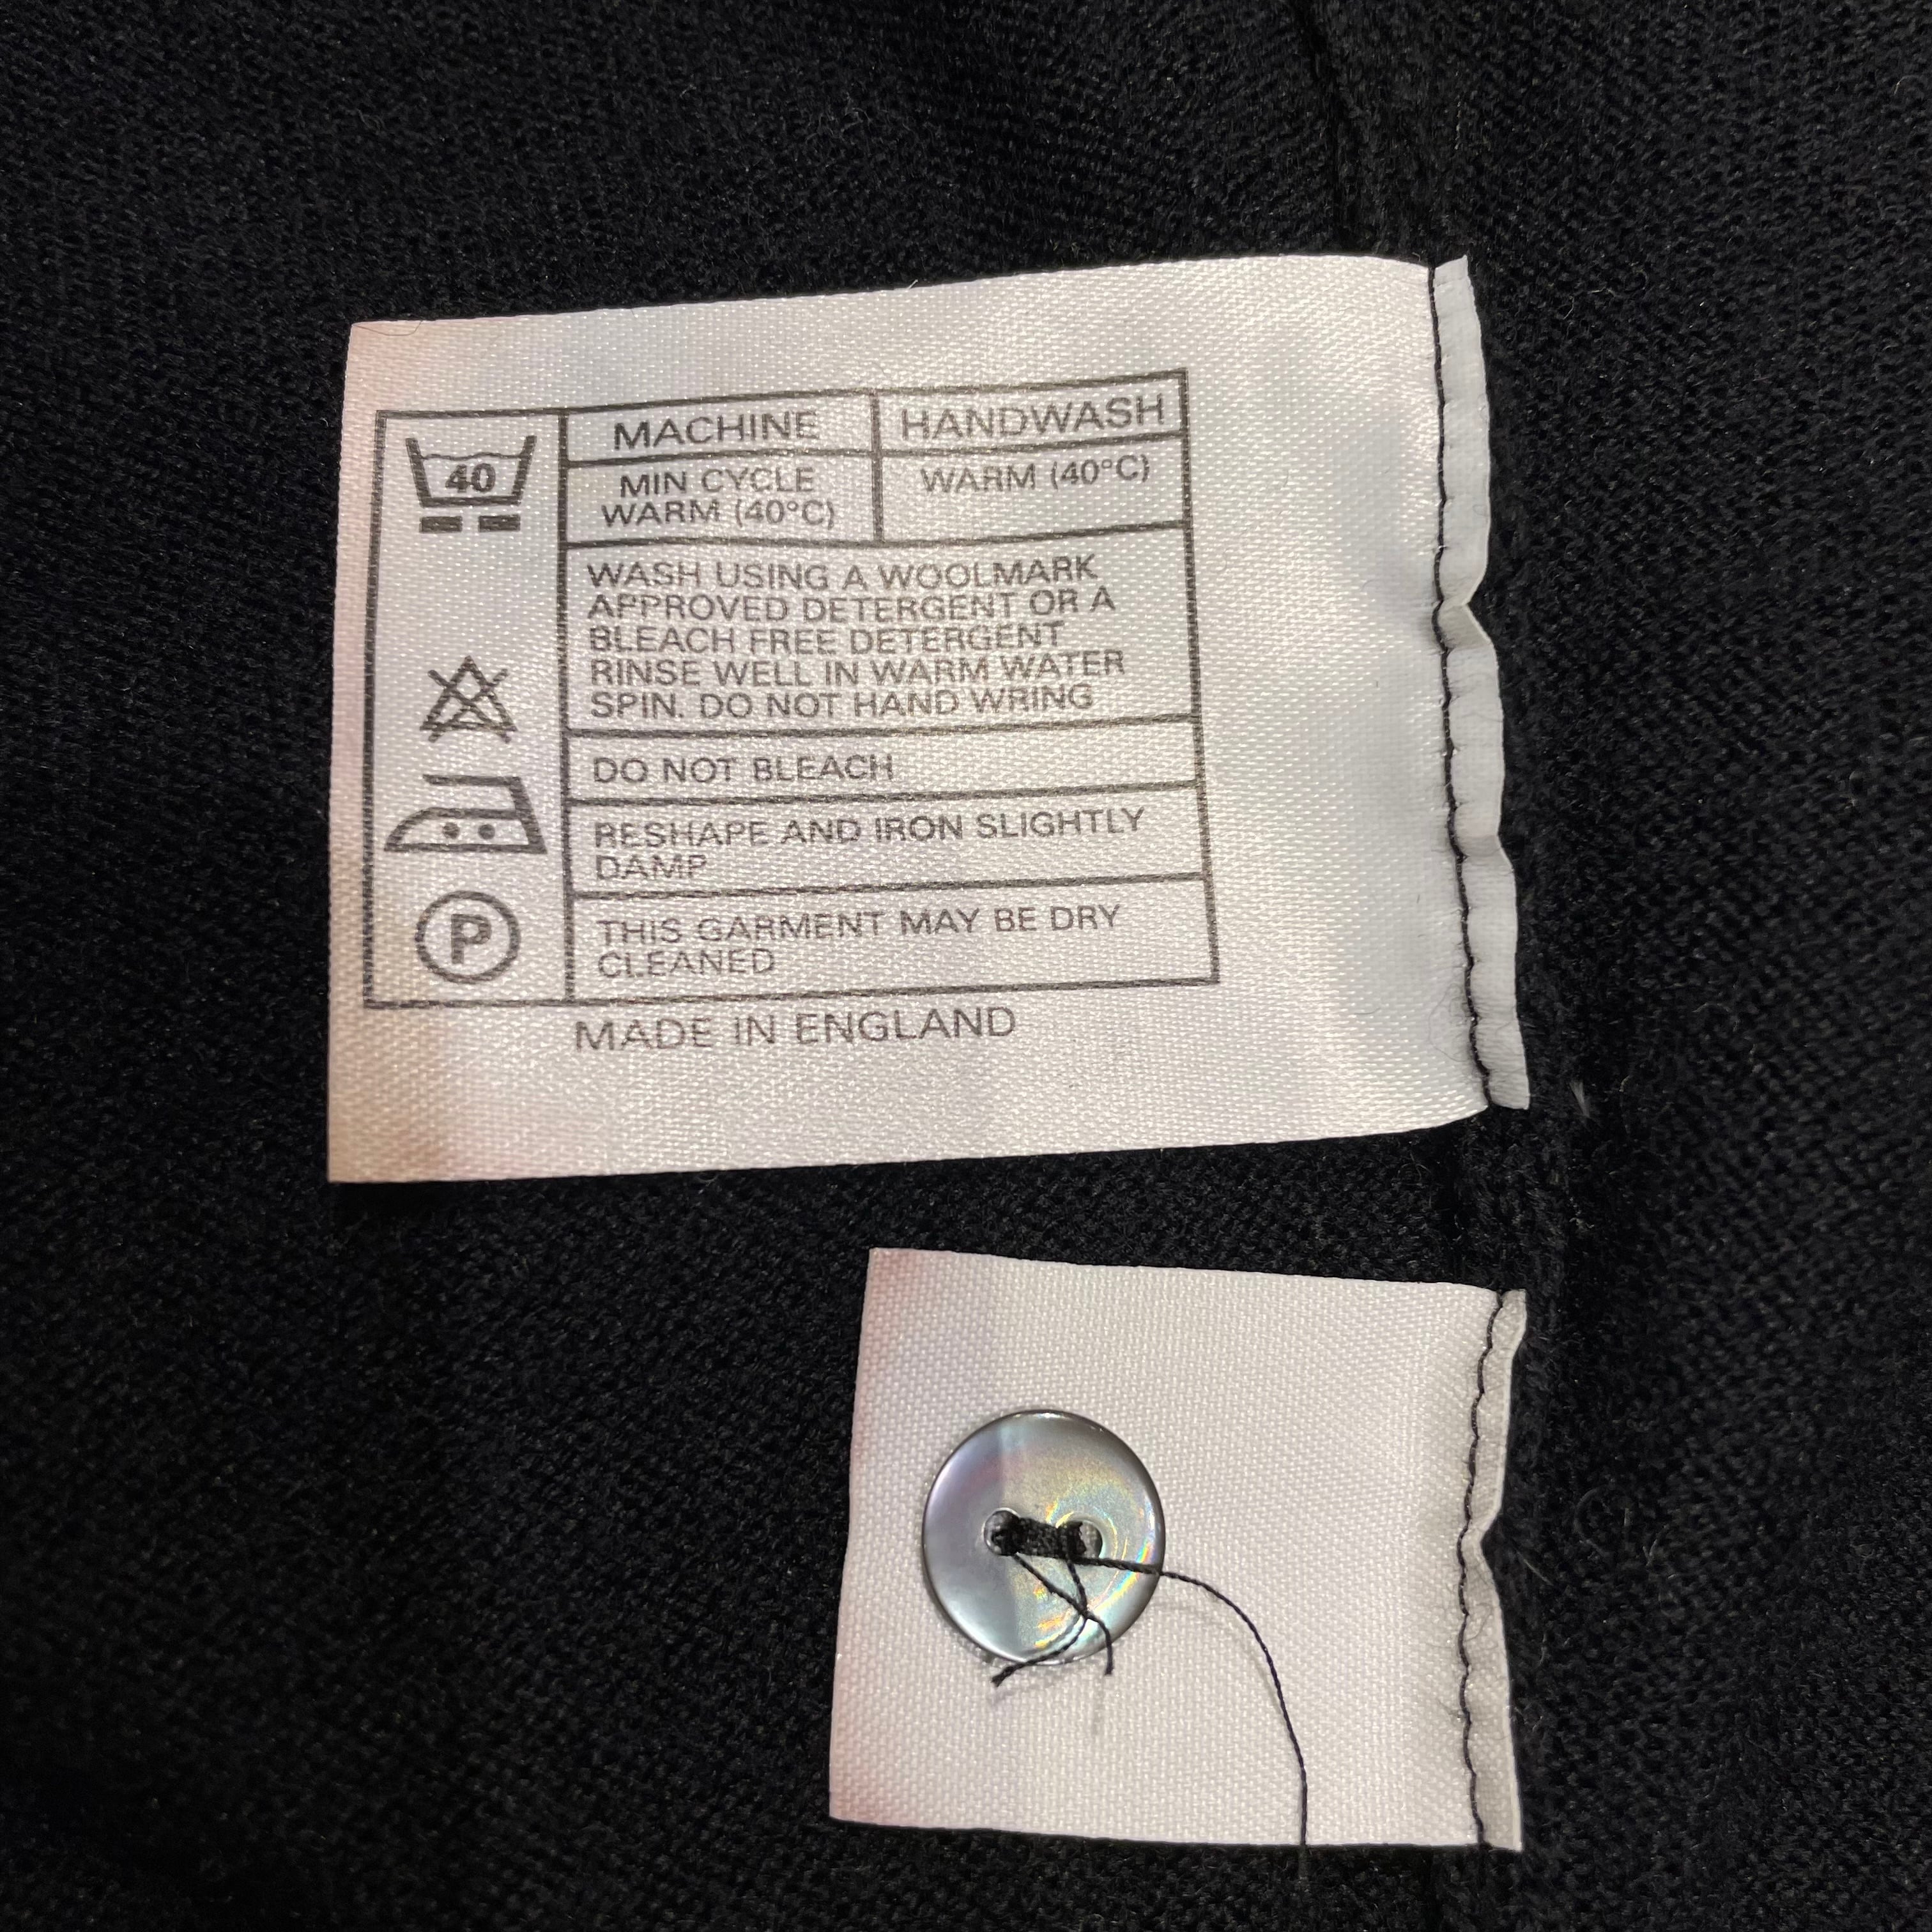 40
MACHINE
HANDWASH
MIN CYCLE
WARM (40°C)
WARM (40°C)
WASH USING A WOOLMARK
APPROVED DETERGENT OR A
BLEACH FREE DETERGENT
RINSE WELL IN WARM WATER
SPIN. DO NOT HAND WRING
DO NOT BLEACH
RESHAPE AND IRON SLIGHTLY
DAMP
P
THIS GARMENT MAY BE DRY
CLEANED
MADE IN ENGLAND